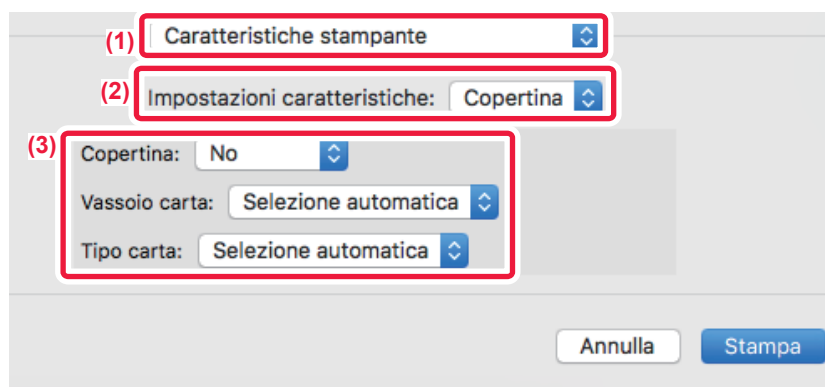 (1) Caratteristiche stampante
(2) Impostazioni caratteristiche: Copertina
(3) Copertina: No
Vassoio carta: Selezione automatica
Tipo carta: Selezione automatica
Annulla Stampa